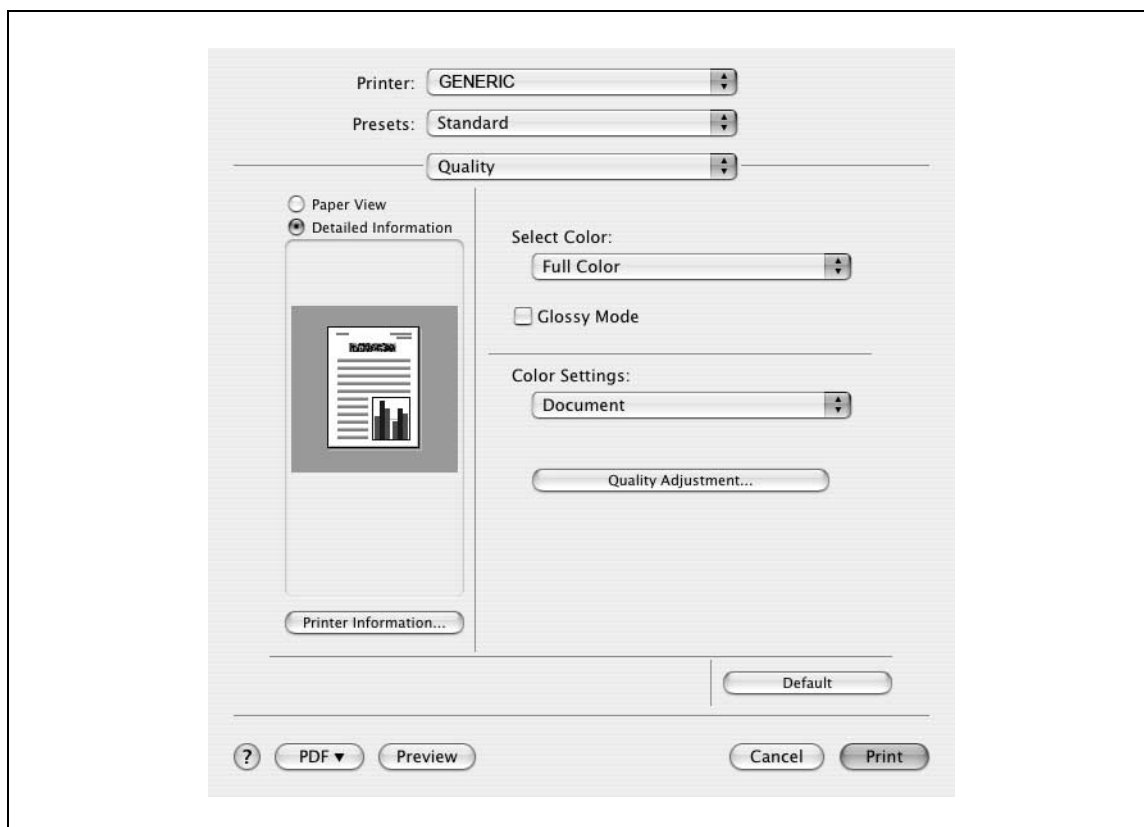 Printer: GENERIC
Presets: Standard
Quality
Paper View
Detailed Information
Select Color:
Full Color
Glossy Mode
Color Settings:
Document
Quality Adjustment...
Printer Information...
Default
? PDF▼ Preview Cancel Print